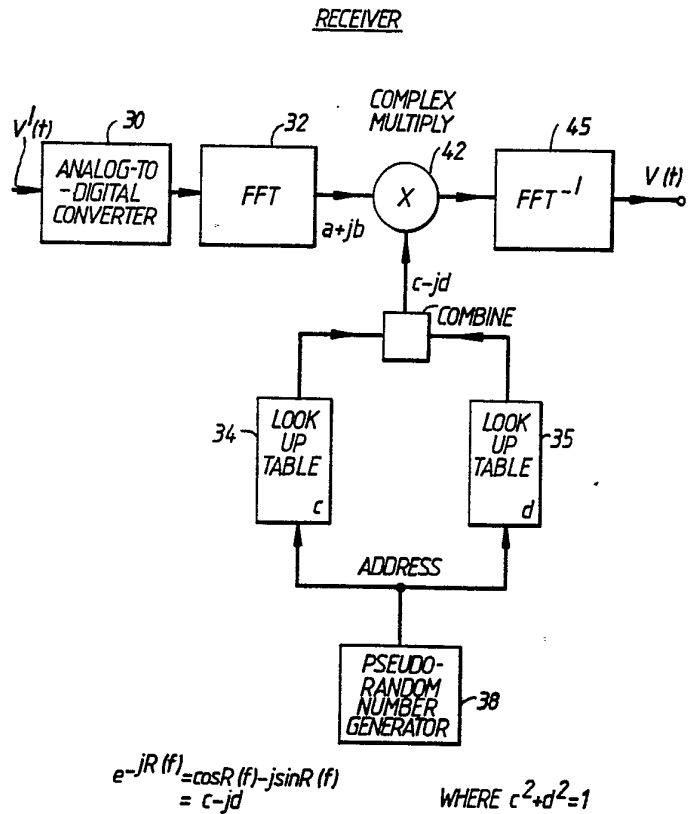 RECEIVER
V'(t)
30
ANALOG-TO
-DIGITAL
CONVERTER
32
FFT
a+jb
COMPLEX
MULTIPLY
42
X
45
FFT⁻¹
V(t)
c-jd
COMBINE
34
LOOK
UP
TABLE
c
LOOK
UP
TABLE
d
35
ADDRESS
PSEUDO-
RANDOM
NUMBER
GENERATOR
38
e^-jR(f)=cosR(f)-jsinR(f)
= c-jd
WHERE c²+d²=1